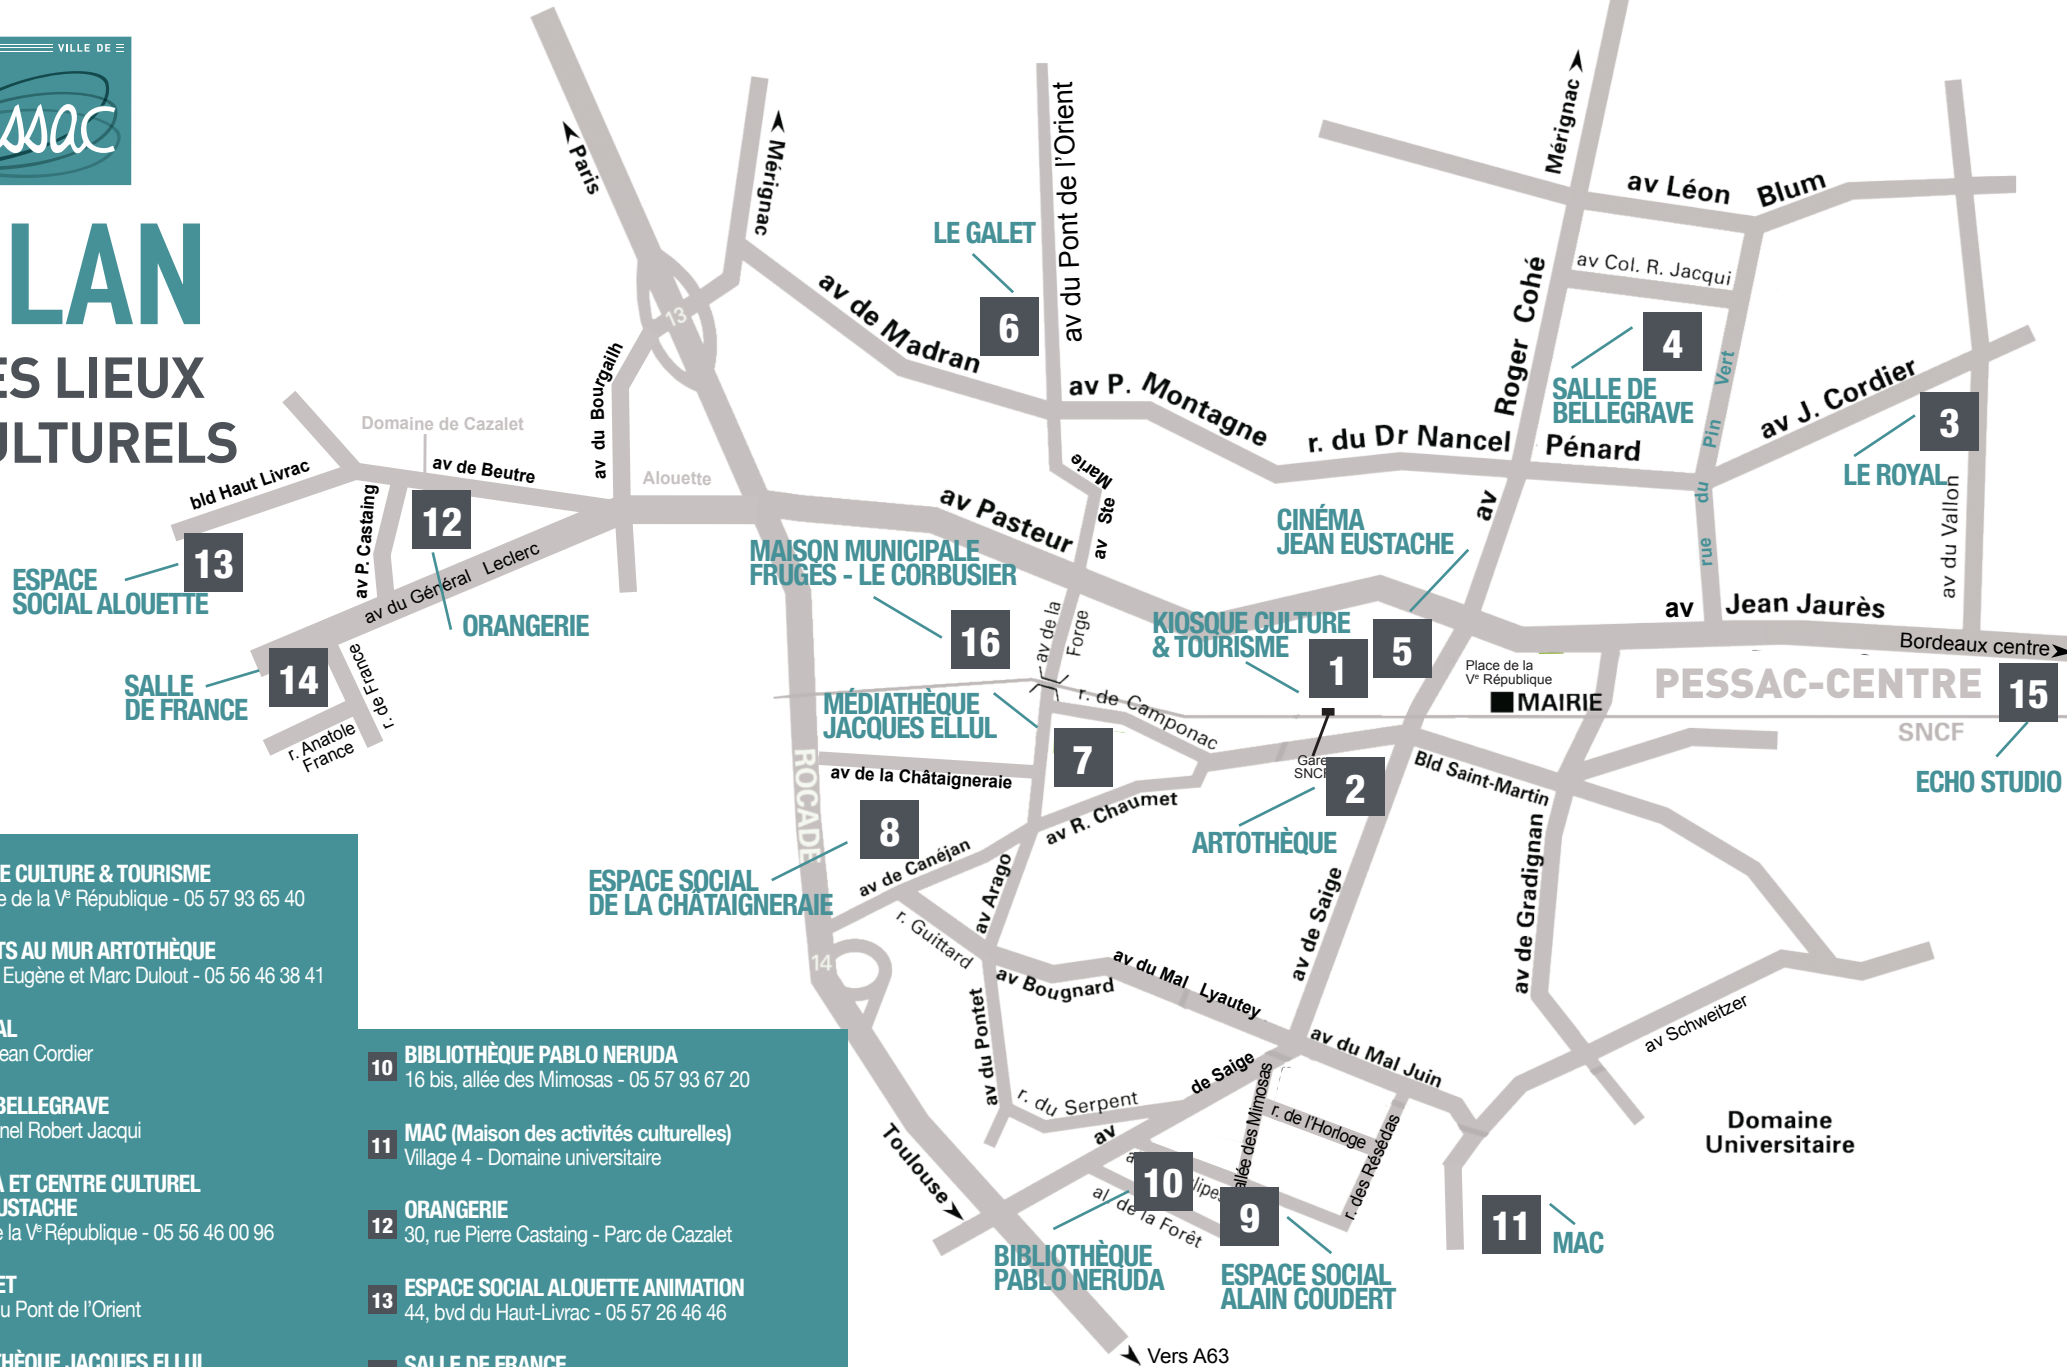 VILLE DE
ssac
LAN
ES LIEUX
ULTURELS
Paris
Mérignac
av du Pont de l'Orient
LE GALET
6
13
av de Madran
av P. Montagne
Mérignac
av Léon Blum
av Col. R. Jacqui
4
SALLE DE
BELLEGRAVE
av Roger Cohé
rue du Pin Vert
av J. Cordier
3
LE ROYAL
av du Vallon
r. du Dr Nancel Pénard
Domaine de Cazalet
av de Beutre
av du Bourgailh
Alouette
bld Haut Livrac
av P. Castaing
12
13
ESPACE
SOCIAL ALOUETTE
av du Général Leclerc
ORANGERIE
14
SALLE
DE FRANCE
r. de France
r. Anatole
France
av Pasteur
av Ste Marie
MAISON MUNICIPALE
FRUGÈS - LE CORBUSIER
16
av de la
Forge
CINÉMA
JEAN EUSTACHE
KIOSQUE CULTURE
& TOURISME
1
5
av Jean Jaurès
Bordeaux centre
Place de la
Ve République
MAIRIE
PESSAC-CENTRE
15
SNCF
ECHO STUDIO
MÉDIATHÈQUE
JACQUES ELLUL
r. de Camponac
7
ROCADE
av de la Châtaigneraie
Gare
SNC
2
ARTOTHÈQUE
Bld Saint-Martin
8
av R. Chaumet
av de Canéjan
ESPACE SOCIAL
DE LA CHÂTAIGNERAIE
av Arago
r. Guittard
14
av Bougnard
av du Mal Lyautey
av de Saige
av de Gradignan
av du Pontet
av du Mal Juin
av Schweitzer
r. du Serpent
av de Saige
allée des Mimosas
r. de l'Horloge
r. des Résédas
Domaine
Universitaire
Toulouse
10
al de la Forêt
9
11
MAC
BIBLIOTHÈQUE
PABLO NERUDA
ESPACE SOCIAL
ALAIN COUDERT
Vers A63
E CULTURE & TOURISME
e de la Ve République - 05 57 93 65 40
TS AU MUR ARTOTHÈQUE
Eugène et Marc Dulout - 05 56 46 38 41
AL
ean Cordier
BELLEGRAVE
nel Robert Jacqui
A ET CENTRE CULTUREL
USTACHE
e la Ve République - 05 56 46 00 96
ET
u Pont de l'Orient
THÈQUE JACQUES ELLUL
10 BIBLIOTHÈQUE PABLO NERUDA
16 bis, allée des Mimosas - 05 57 93 67 20
11 MAC (Maison des activités culturelles)
Village 4 - Domaine universitaire
12 ORANGERIE
30, rue Pierre Castaing - Parc de Cazalet
13 ESPACE SOCIAL ALOUETTE ANIMATION
44, bvd du Haut-Livrac - 05 57 26 46 46
SALLE DE FRANCE